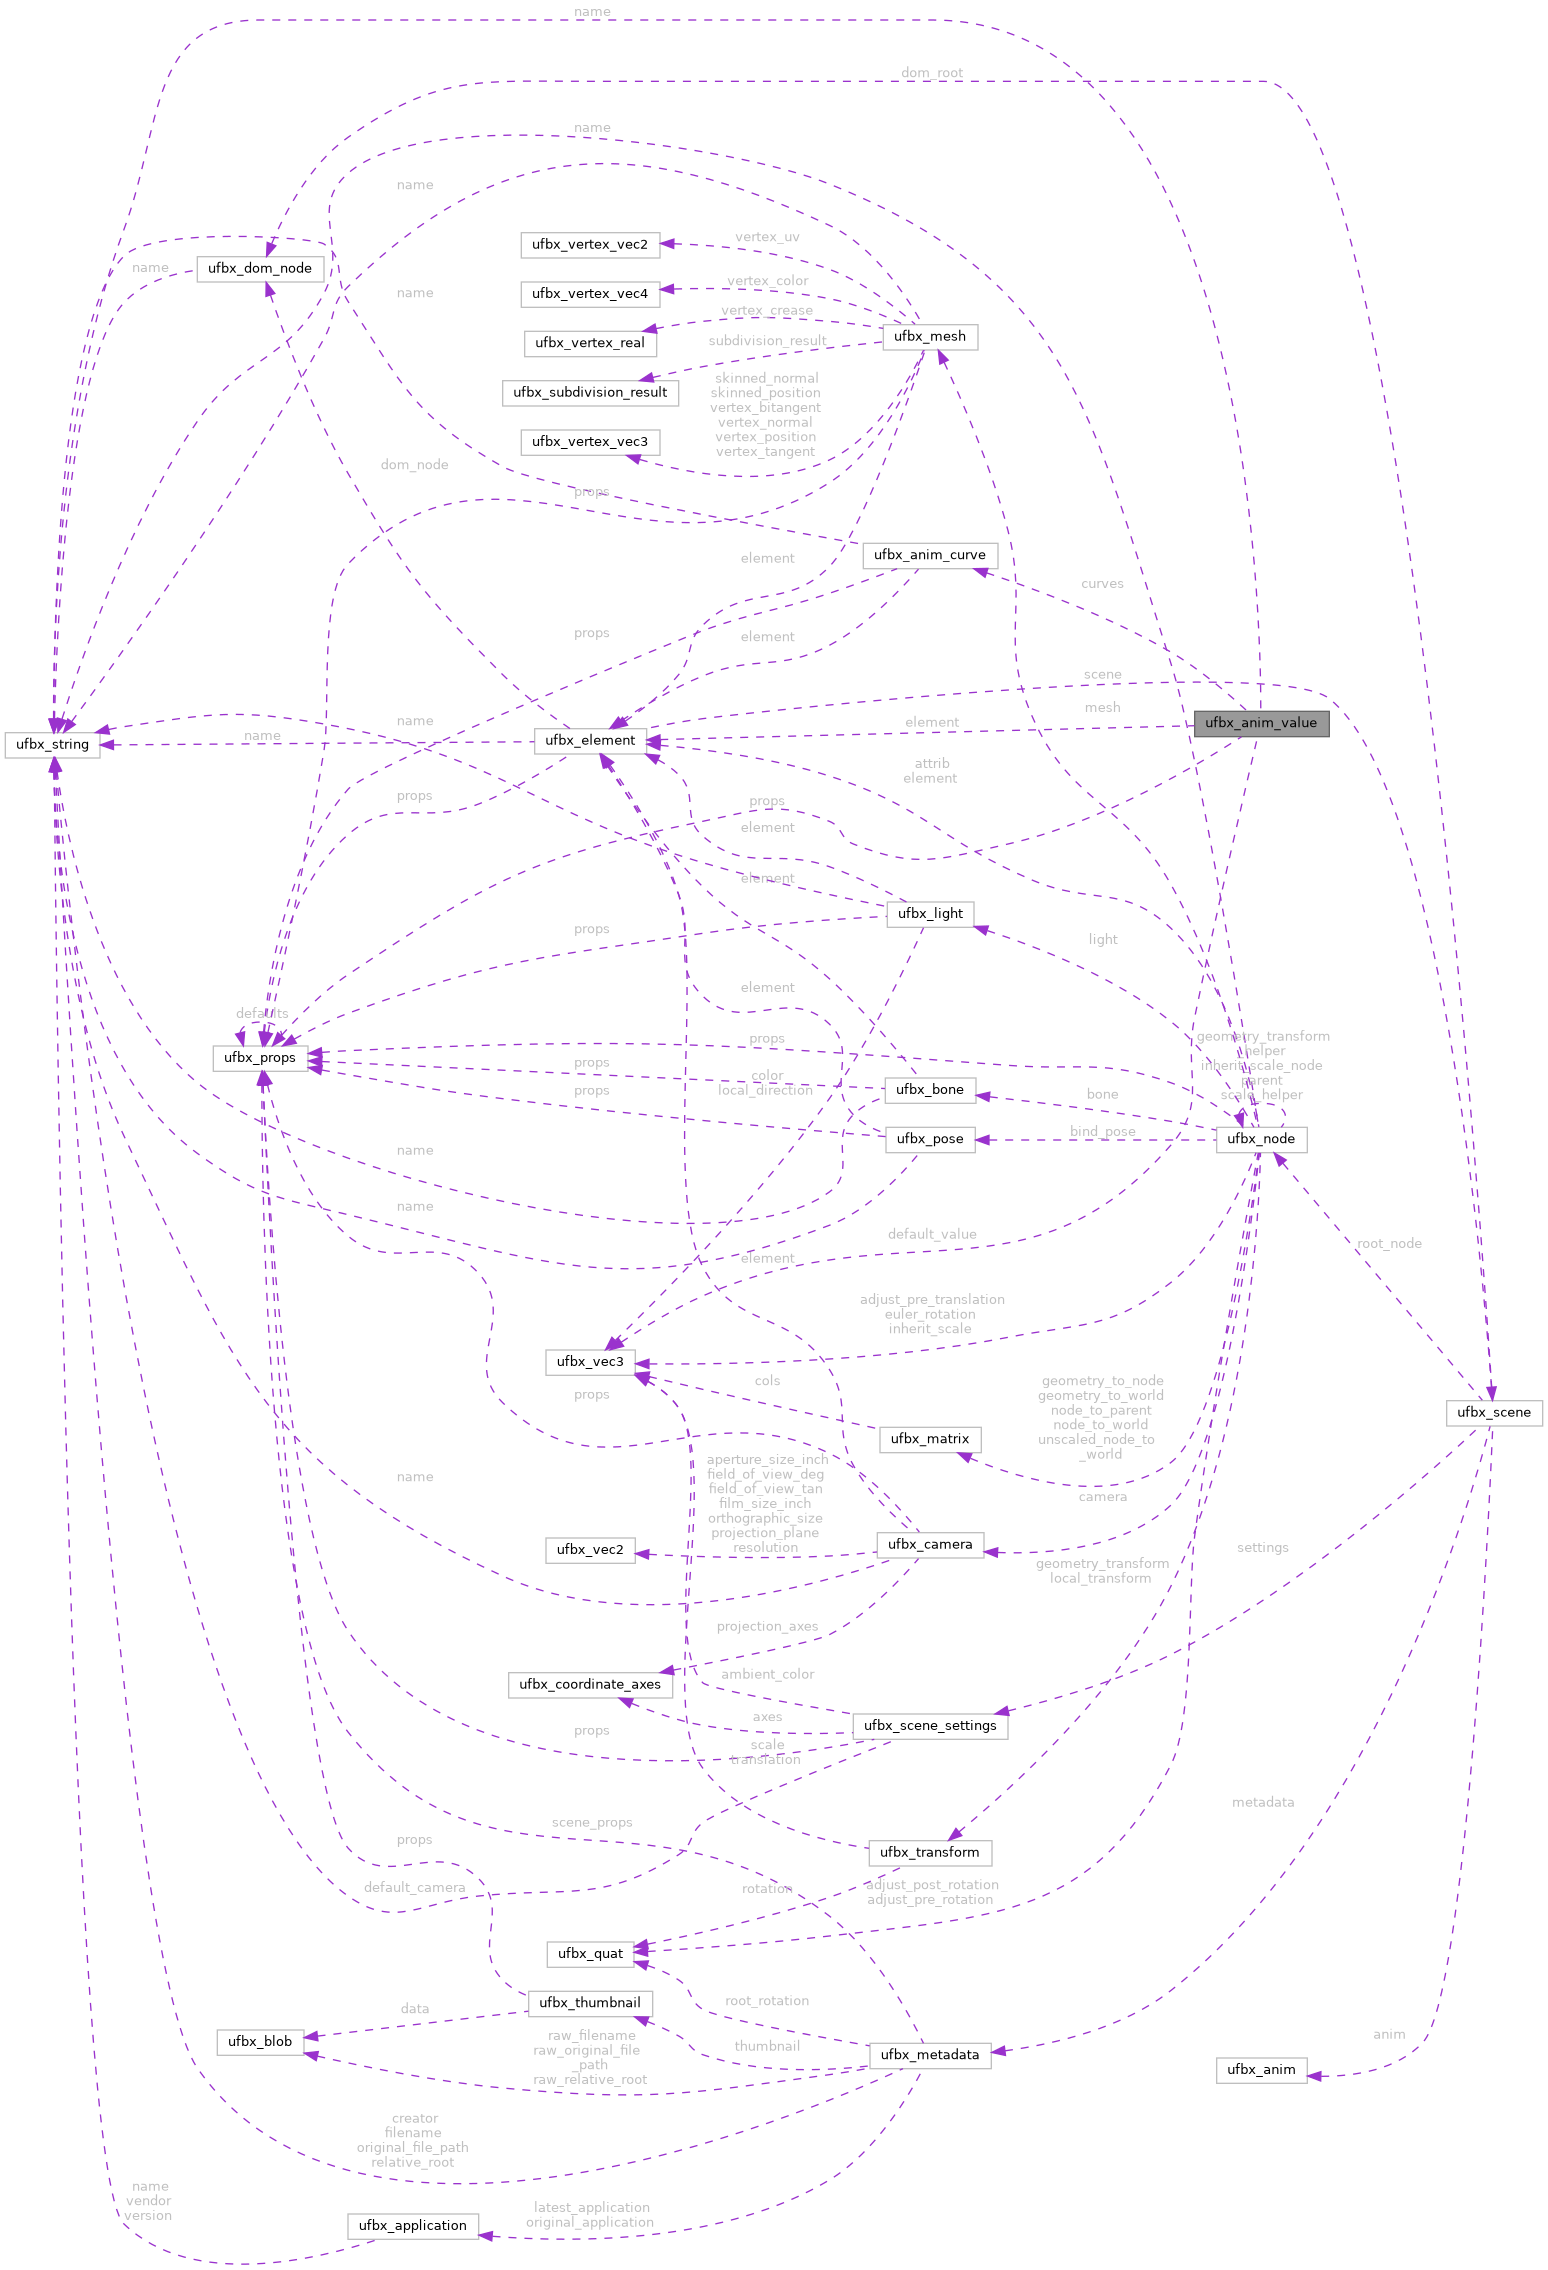 name
dom_root
name
name
ufbx_vertex_vec2
vertex_uv
name
ufbx_dom_node
vertex_color
name
ufbx_vertex_vec4
vertex_crease
ufbx_mesh
ufbx_vertex_real
subdivision_result
skinned_normal
skinned_position
vertex_bitangent
vertex_normal
vertex_position
vertex_tangent
ufbx_subdivision_result
ufbx_vertex_vec3
dom_node
props
element
ufbx_anim_curve
curves
props
element
scene
mesh
name
element
ufbx_anim_value
ufbx_string
name
ufbx_element
attrib
element
props
props
element
element
ufbx_light
props
light
element
defaults
ufbx_props
props
geometry_transform
helper
inherit_scale_node
parent
scale_helper
props
color
local_direction
ufbx_bone
bone
props
ufbx_pose
bind_pose
ufbx_node
name
name
element
default_value
root_node
adjust_pre_translation
euler_rotation
inherit_scale
ufbx_vec3
cols
props
geometry_to_node
geometry_to_world
node_to_parent
node_to_world
unscaled_node_to
_world
ufbx_scene
ufbx_matrix
name
aperture_size_inch
field_of_view_deg
field_of_view_tan
film_size_inch
orthographic_size
projection_plane
resolution
camera
ufbx_vec2
ufbx_camera
settings
geometry_transform
local_transform
projection_axes
ufbx_coordinate_axes
ambient_color
axes
ufbx_scene_settings
props
scale
translation
metadata
scene_props
props
ufbx_transform
default_camera
rotation
adjust_post_rotation
adjust_pre_rotation
ufbx_quat
ufbx_thumbnail
root_rotation
data
ufbx_blob
raw_filename
raw_original_file
_path
raw_relative_root
thumbnail
ufbx_metadata
anim
ufbx_anim
creator
filename
original_file_path
relative_root
name
vendor
version
latest_application
original_application
ufbx_application